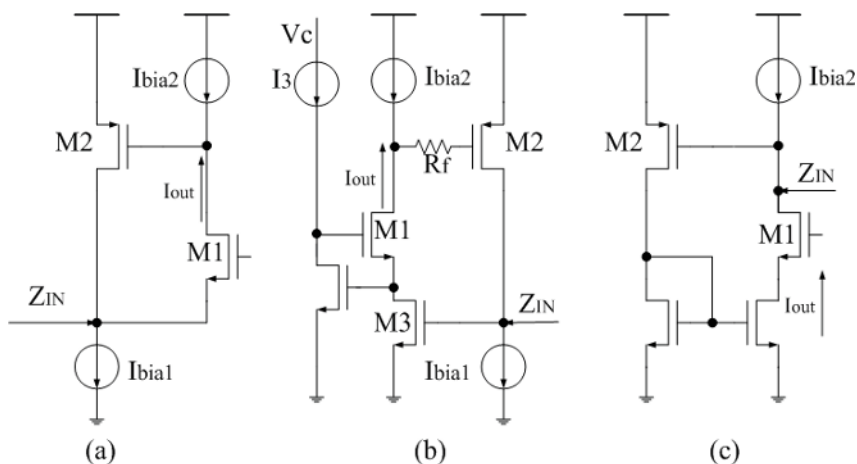 Vc
Ibia2
I3
Ibia2
Ibia2
M2
M2
M2
Rf
Iout
Iout
ZIN
M1
M1
M1
ZIN
M3
ZIN
Iout
Ibia1
Ibia1
(a)
(b)
(c)